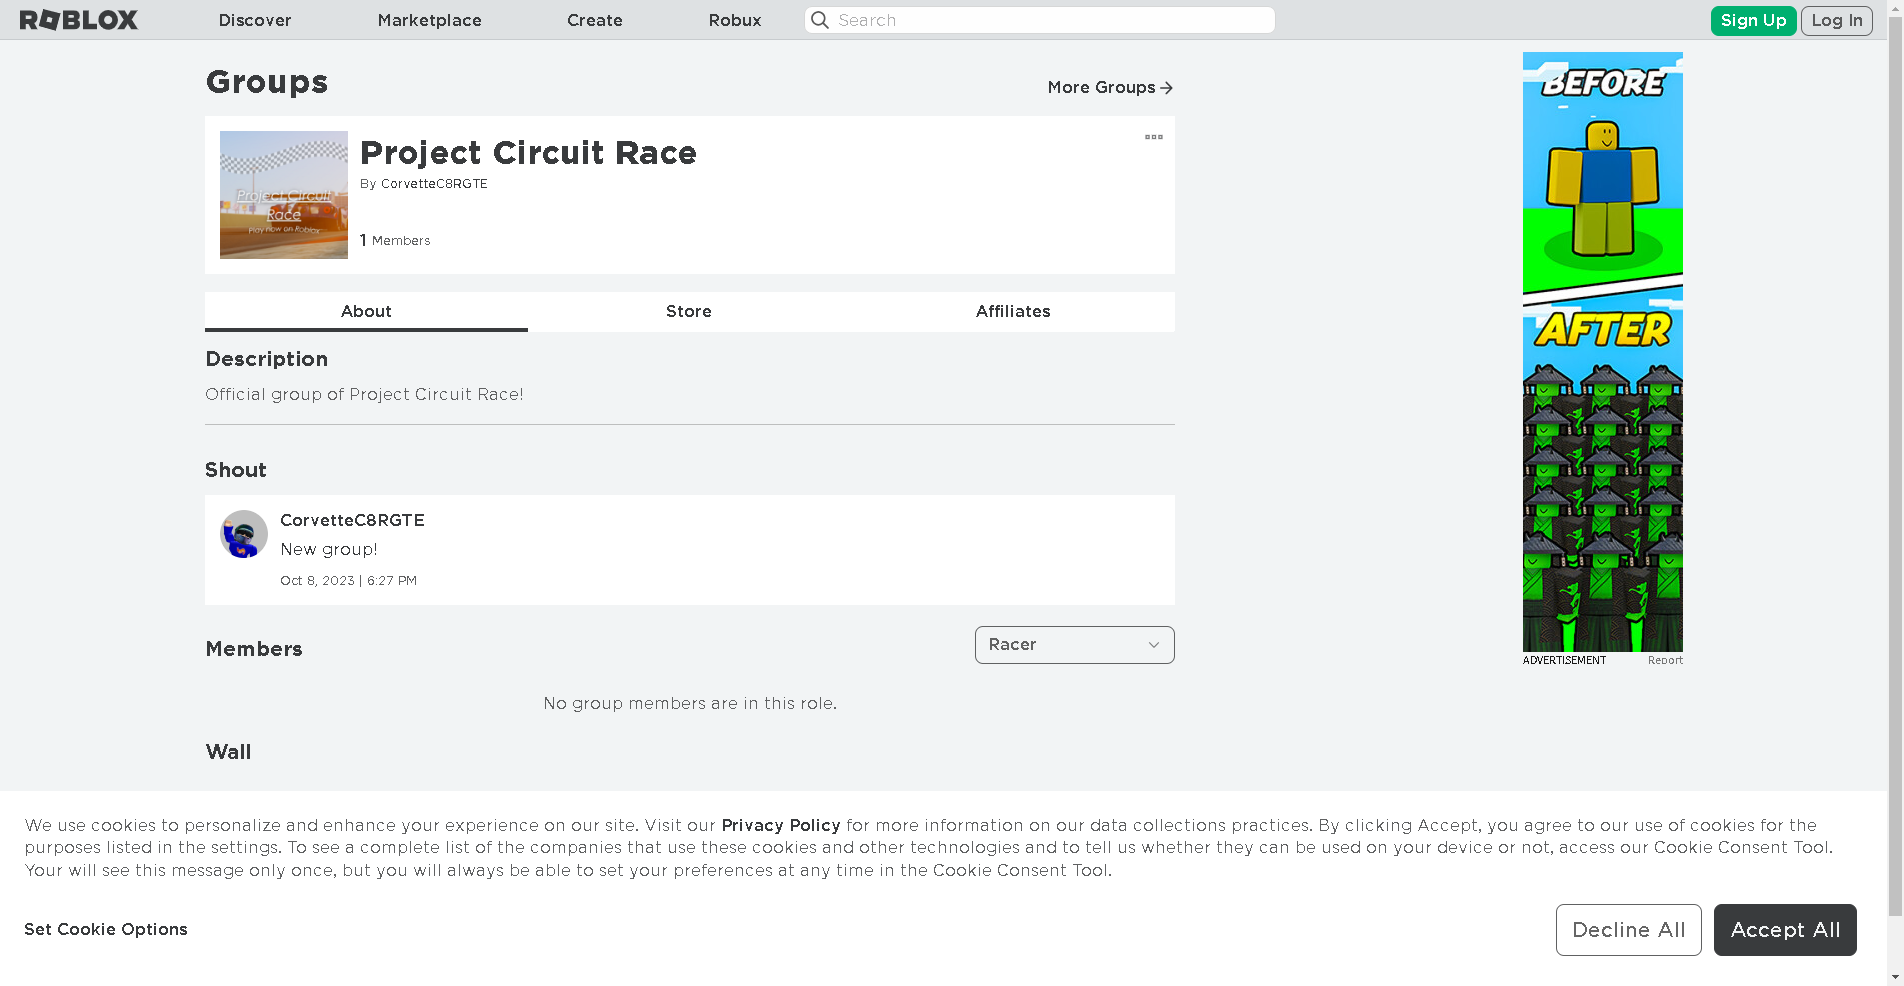 ROBLOX
Discover
Marketplace
Create
Robux
Search
Sign Up
Log In
Groups
More Groups
Project Circuit Race
Play now on Roblox
Project Circuit Race
By CorvetteC8RGTE
1 Members
About
Store
Affiliates
Description
Official group of Project Circuit Race!
Shout
CorvetteC8RGTE
New group!
Oct 8, 2023 | 6:27 PM
Members
Racer
No group members are in this role.
Wall
BEFORE
AFTER
ADVERTISEMENT
Report
We use cookies to personalize and enhance your experience on our site. Visit our Privacy Policy for more information on our data collections practices. By clicking Accept, you agree to our use of cookies for the
purposes listed in the settings. To see a complete list of the companies that use these cookies and other technologies and to tell us whether they can be used on your device or not, access our Cookie Consent Tool.
Your will see this message only once, but you will always be able to set your preferences at any time in the Cookie Consent Tool.
Set Cookie Options
Decline All
Accept All